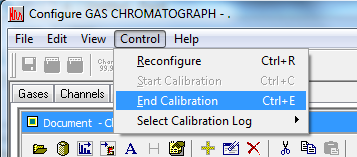 Configure GAS CHROMATOGRAPH - .
File Edit View Control Help
Reconfigure Ctrl+R
Start Calibration Ctrl+C
End Calibration Ctrl+E
Select Calibration Log
Gases Channels
Document - C